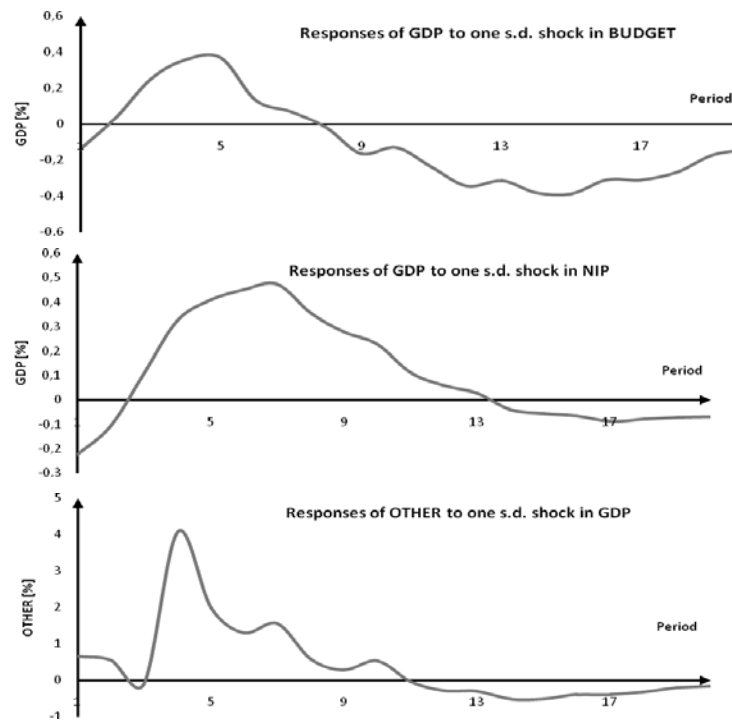 0.6
Responses of GDP to one s.d. shock in BUDGET
0.4
0.2
Period
GDP [%]
0
1 5 9 13 17
-0.2
-0.4
-0.6
0.6
Responses of GDP to one s.d. shock in NIP
0,5
0,4
0,3
0,2
Period
GDP [%]
0,1
0
1 5 9 13 17
-0,1
-0.2
-0.3
5
Responses of OTHER to one s.d. shock in GDP
4
3
2
Period
OTHER [%]
1
0
1 5 9 13 17
-1